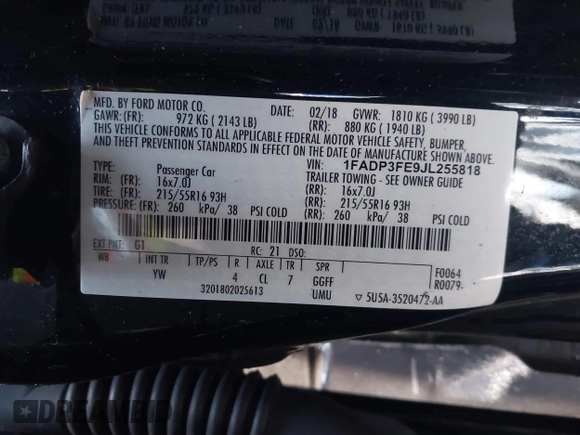 MFD. BY FORD MOTOR CO.
DATE: 02/18 GVWR: 1810 KG ( 3990 LB)
GAWR:(FR): 972 KG ( 2143 LB) (RR): 880 KG ( 1940 LB)
THIS VEHICLE CONFORMS TO ALL APPLICABLE FEDERAL MOTOR VEHICLE SAFETY, BUMPER,
AND THEFT PREVENTION STANDARDS IN EFFECT ON THE DATE OF MANUFACTURE SHOWN ABOVE.
VIN: 1FADP3FE9JL255818
TYPE: Passenger Car TRAILER TOWING - SEE OWNER GUIDE
RIM: (FR): 16x7.0J (RR): 16x7.0J
TIRE: (FR): 215/55R16 93H (RR): 215/55R16 93H
PRESSURE: (FR): 260 kPa/ 38 PSI COLD (RR): 260 kPa/ 38 PSI COLD
EXT PNT: G1 RC: 21 DSO:
WB INT TR TP/PS R AXLE TR SPR
YW 4 CL 7 GGFF
F0064
R0079
3201802025613 UMU ▽ 5U5A-3520472-AA
DREAMBID